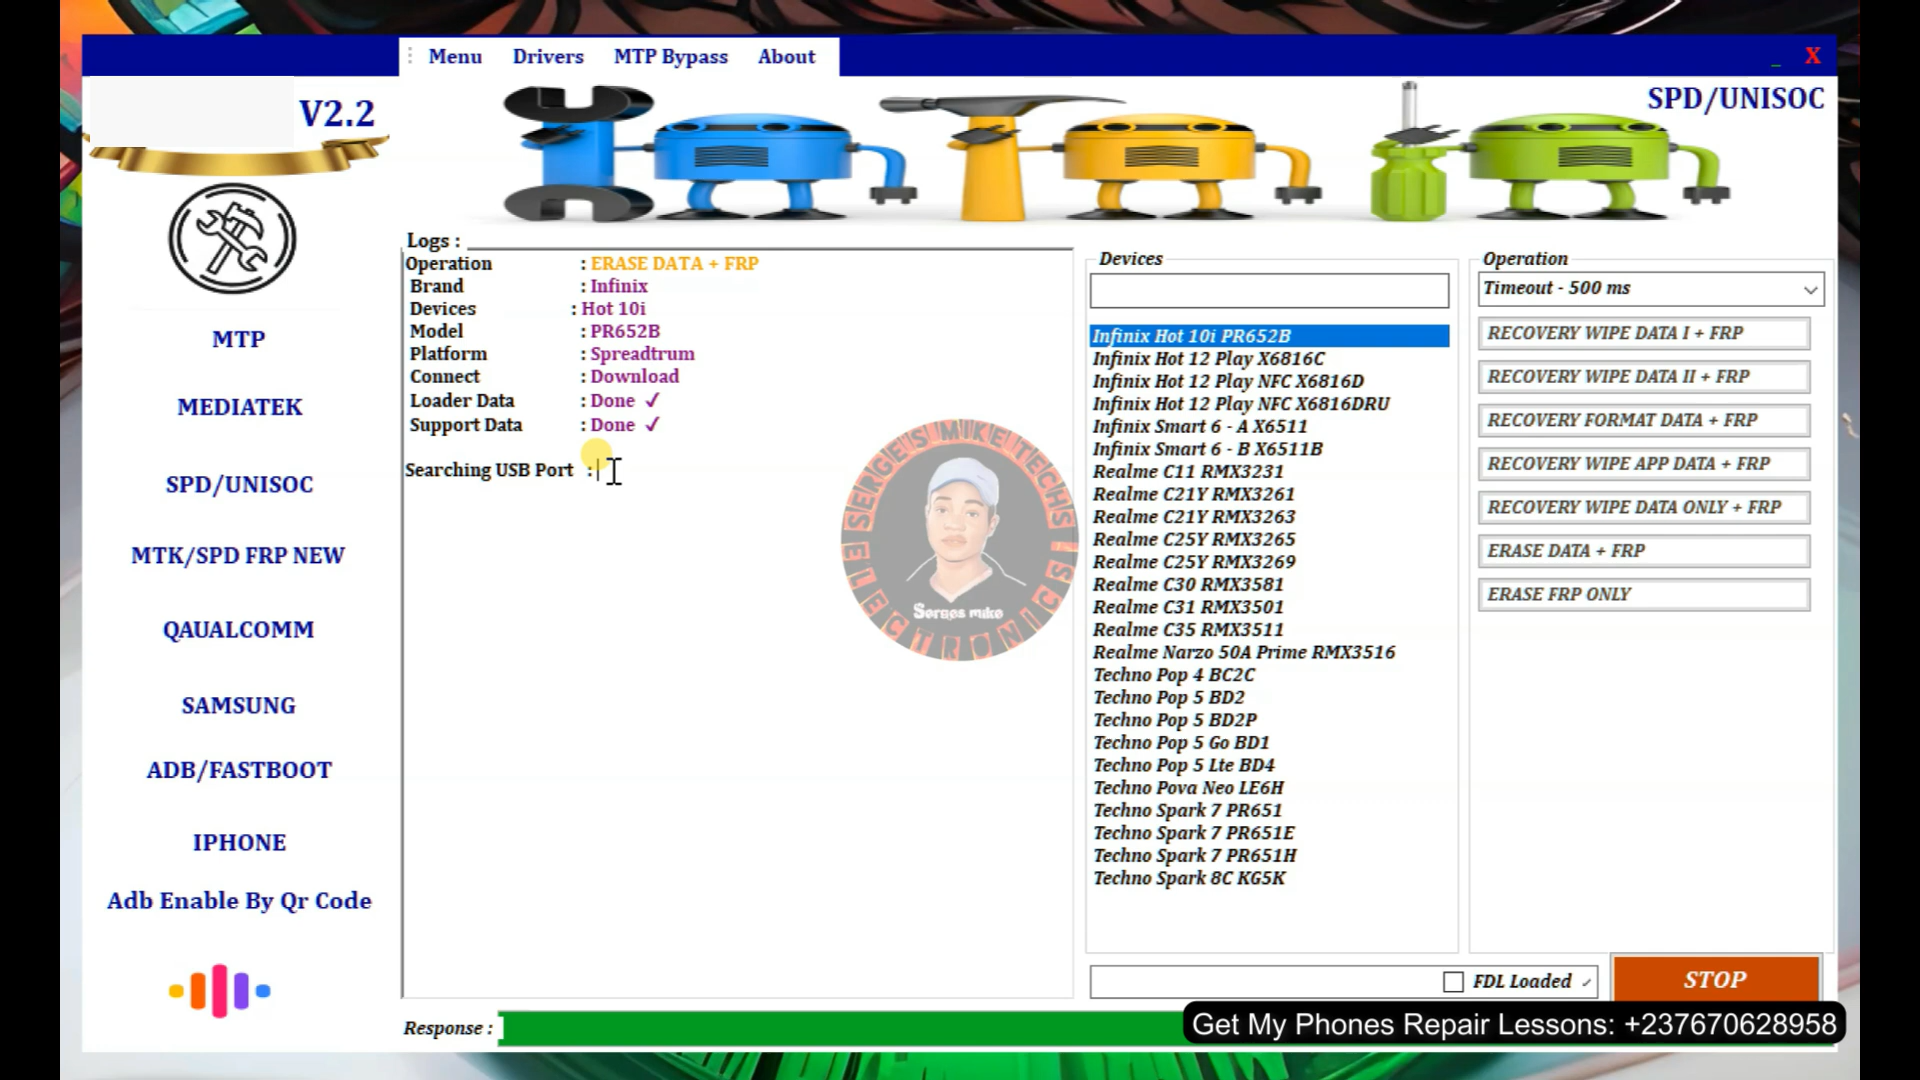 Menu Drivers MTP Bypass About
_ X
V2.2
SPD/UNISOC
MTP
MEDIATEK
SPD/UNISOC
MTK/SPD FRP NEW
QAUALCOMM
SAMSUNG
ADB/FASTBOOT
IPHONE
Adb Enable By Qr Code
Logs :
Operation : ERASE DATA + FRP
Brand : Infinix
Devices : Hot 10i
Model : PR652B
Platform : Spreadtrum
Connect : Download
Loader Data : Done ✓
Support Data : Done ✓
Searching USB Port :
SERGE'S MIKE TECH'S
ELECTRONICS
Serges mike
Devices
Infinix Hot 10i PR652B
Infinix Hot 12 Play X6816C
Infinix Hot 12 Play NFC X6816D
Infinix Hot 12 Play NFC X6816DRU
Infinix Smart 6 - A X6511
Infinix Smart 6 - B X6511B
Realme C11 RMX3231
Realme C21Y RMX3261
Realme C21Y RMX3263
Realme C25Y RMX3265
Realme C25Y RMX3269
Realme C30 RMX3581
Realme C31 RMX3501
Realme C35 RMX3511
Realme Narzo 50A Prime RMX3516
Techno Pop 4 BC2C
Techno Pop 5 BD2
Techno Pop 5 BD2P
Techno Pop 5 Go BD1
Techno Pop 5 Lte BD4
Techno Pova Neo LE6H
Techno Spark 7 PR651
Techno Spark 7 PR651E
Techno Spark 7 PR651H
Techno Spark 8C KG5K
FDL Loaded ✓
Operation
Timeout - 500 ms
RECOVERY WIPE DATA I + FRP
RECOVERY WIPE DATA II + FRP
RECOVERY FORMAT DATA + FRP
RECOVERY WIPE APP DATA + FRP
RECOVERY WIPE DATA ONLY + FRP
ERASE DATA + FRP
ERASE FRP ONLY
STOP
Response :
Get My Phones Repair Lessons: +237670628958